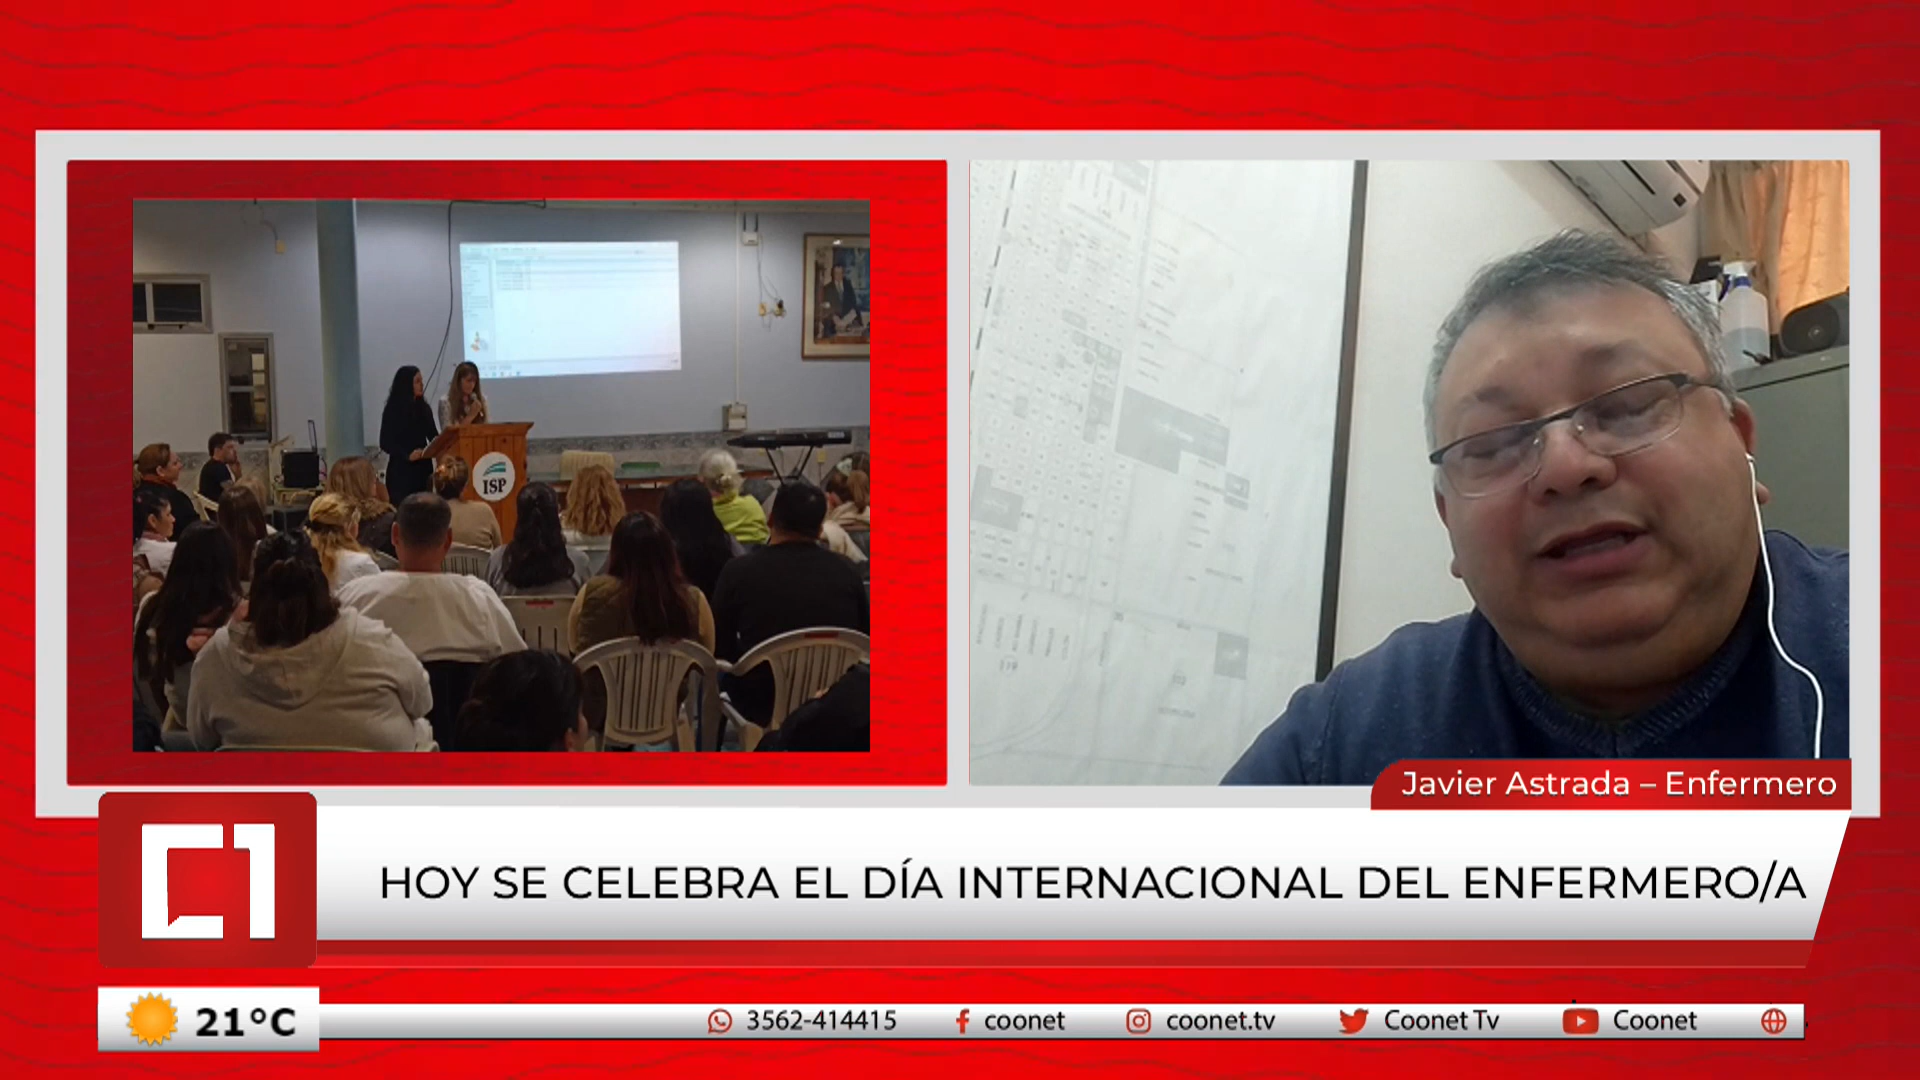 ISP
Javier Astrada – Enfermero
C1
HOY SE CELEBRA EL DÍA INTERNACIONAL DEL ENFERMERO/A
21°C
3562-414415
coonet
coonet.tv
Coonet Tv
Coonet